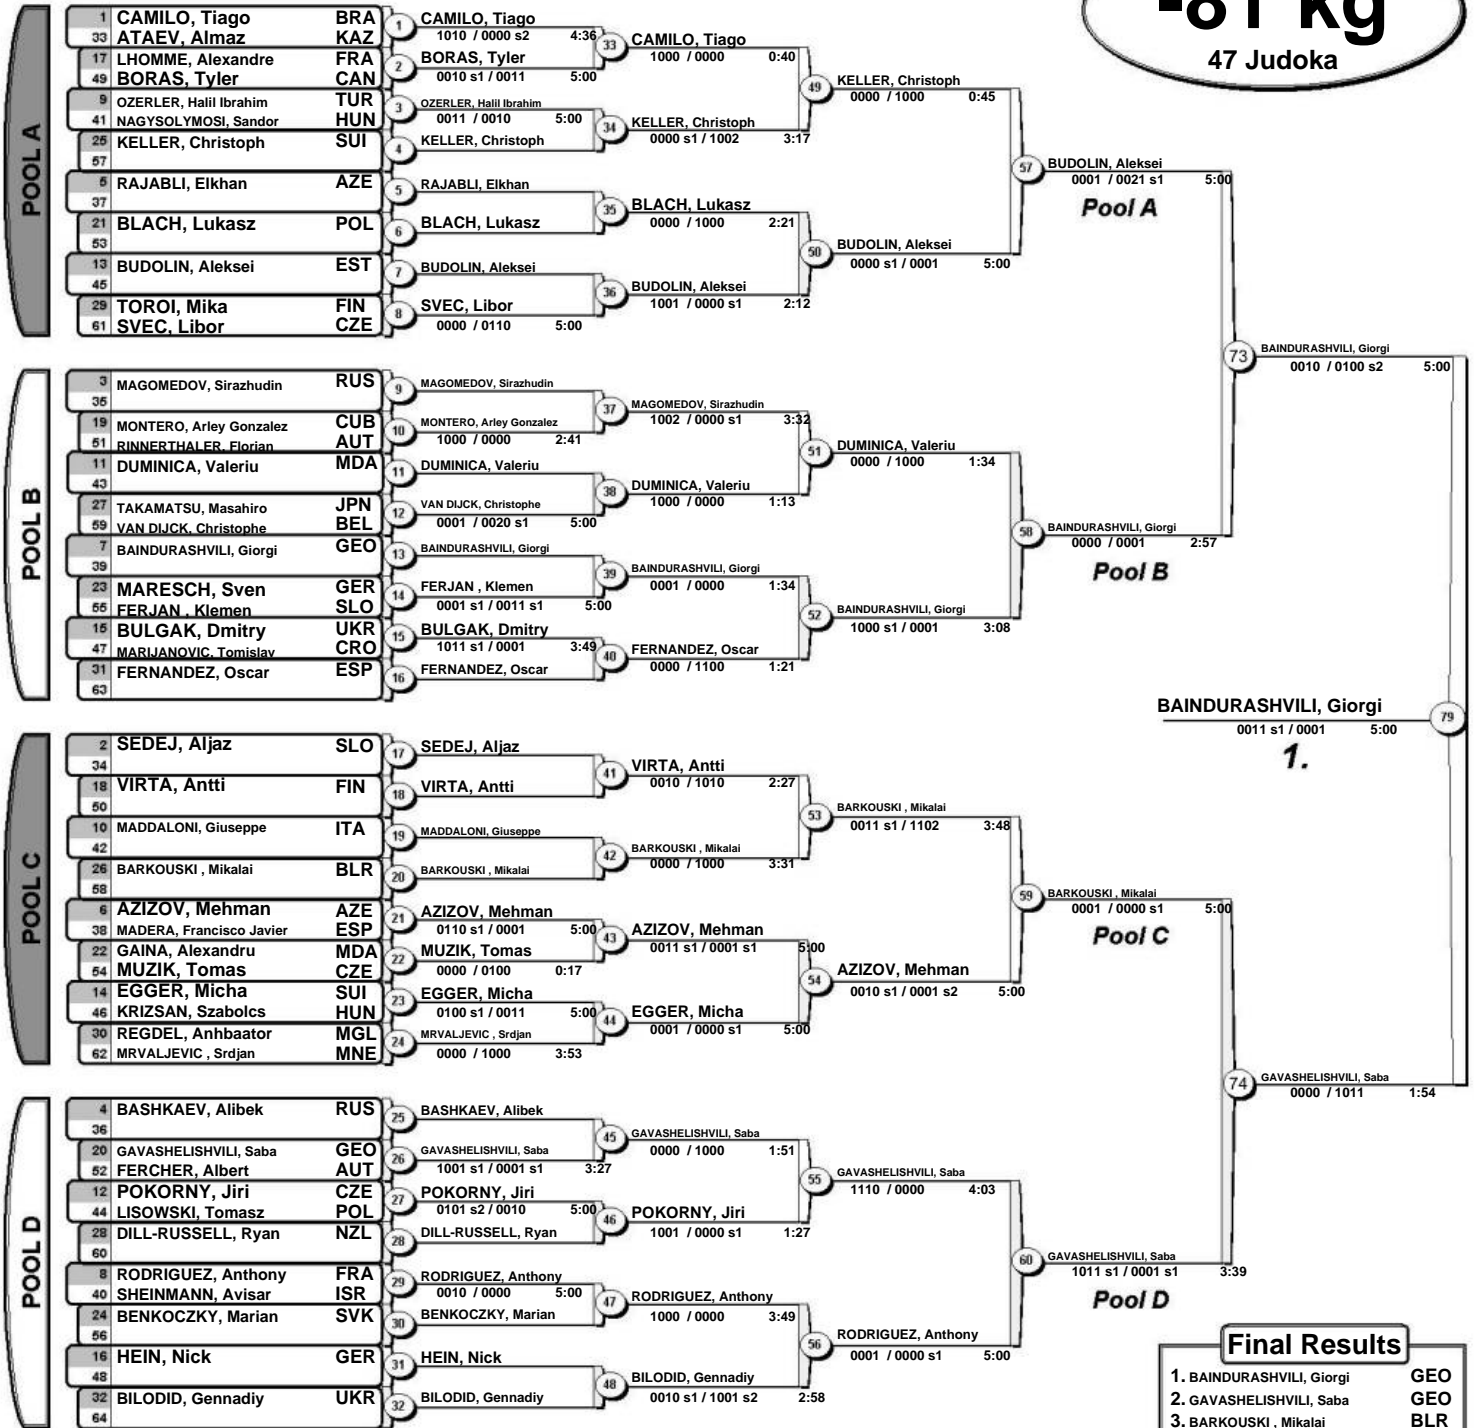 -81 kg
47 Judoka
POOL A
1 CAMILO, Tiago BRA
33 ATAEV, Almaz KAZ
17 LHOMME, Alexandre FRA
49 BORAS, Tyler CAN
9 OZERLER, Halil Ibrahim TUR
41 NAGYSOLYMOSI, Sandor HUN
25 KELLER, Christoph SUI
57
5 RAJABLI, Elkhan AZE
37
21 BLACH, Lukasz POL
53
13 BUDOLIN, Aleksei EST
45
29 TOROI, Mika FIN
61 SVEC, Libor CZE
1 CAMILO, Tiago
1010 / 0000 s2 4:36
2 BORAS, Tyler
0010 s1 / 0011 5:00
3 OZERLER, Halil Ibrahim
0011 / 0010 5:00
4 KELLER, Christoph
5 RAJABLI, Elkhan
6 BLACH, Lukasz
7 BUDOLIN, Aleksei
8 SVEC, Libor
0000 / 0110 5:00
33 CAMILO, Tiago
1000 / 0000 0:40
34 KELLER, Christoph
0000 s1 / 1002 3:17
35 BLACH, Lukasz
0000 / 1000 2:21
36 BUDOLIN, Aleksei
1001 / 0000 s1 2:12
49 KELLER, Christoph
0000 / 1000 0:45
50 BUDOLIN, Aleksei
0000 s1 / 0001 5:00
57 BUDOLIN, Aleksei
0001 / 0021 s1 5:00
Pool A
POOL B
3 MAGOMEDOV, Sirazhudin RUS
35
19 MONTERO, Arley Gonzalez CUB
51 RINNERTHALER, Florian AUT
11 DUMINICA, Valeriu MDA
43
27 TAKAMATSU, Masahiro JPN
59 VAN DIJCK, Christophe BEL
7 BAINDURASHVILI, Giorgi GEO
39
23 MARESCH, Sven GER
55 FERJAN , Klemen SLO
15 BULGAK, Dmitry UKR
47 MARIJANOVIC, Tomislav CRO
31 FERNANDEZ, Oscar ESP
63
9 MAGOMEDOV, Sirazhudin
10 MONTERO, Arley Gonzalez
1000 / 0000 2:41
11 DUMINICA, Valeriu
12 VAN DIJCK, Christophe
0001 / 0020 s1 5:00
13 BAINDURASHVILI, Giorgi
14 FERJAN , Klemen
0001 s1 / 0011 s1 5:00
15 BULGAK, Dmitry
1011 s1 / 0001 3:49
16 FERNANDEZ, Oscar
37 MAGOMEDOV, Sirazhudin
1002 / 0000 s1 3:32
38 DUMINICA, Valeriu
1000 / 0000 1:13
39 BAINDURASHVILI, Giorgi
0001 / 0000 1:34
40 FERNANDEZ, Oscar
0000 / 1100 1:21
51 DUMINICA, Valeriu
0000 / 1000 1:34
52 BAINDURASHVILI, Giorgi
1000 s1 / 0001 3:08
58 BAINDURASHVILI, Giorgi
0000 / 0001 2:57
Pool B
73 BAINDURASHVILI, Giorgi
0010 / 0100 s2 5:00
BAINDURASHVILI, Giorgi 79
0011 s1 / 0001 5:00
1.
POOL C
2 SEDEJ, Aljaz SLO
34
18 VIRTA, Antti FIN
50
10 MADDALONI, Giuseppe ITA
42
26 BARKOUSKI , Mikalai BLR
58
6 AZIZOV, Mehman AZE
38 MADERA, Francisco Javier ESP
22 GAINA, Alexandru MDA
54 MUZIK, Tomas CZE
14 EGGER, Micha SUI
46 KRIZSAN, Szabolcs HUN
30 REGDEL, Anhbaator MGL
62 MRVALJEVIC , Srdjan MNE
17 SEDEJ, Aljaz
18 VIRTA, Antti
19 MADDALONI, Giuseppe
20 BARKOUSKI , Mikalai
21 AZIZOV, Mehman
0110 s1 / 0001 5:00
22 MUZIK, Tomas
0000 / 0100 0:17
23 EGGER, Micha
0100 s1 / 0011 5:00
24 MRVALJEVIC , Srdjan
0000 / 1000 3:53
41 VIRTA, Antti
0010 / 1010 2:27
42 BARKOUSKI , Mikalai
0000 / 1000 3:31
43 AZIZOV, Mehman
0011 s1 / 0001 s1 5:00
44 EGGER, Micha
0001 / 0000 s1 5:00
53 BARKOUSKI , Mikalai
0011 s1 / 1102 3:48
54 AZIZOV, Mehman
0010 s1 / 0001 s2 5:00
59 BARKOUSKI , Mikalai
0001 / 0000 s1 5:00
Pool C
74 GAVASHELISHVILI, Saba
0000 / 1011 1:54
POOL D
4 BASHKAEV, Alibek RUS
36
20 GAVASHELISHVILI, Saba GEO
52 FERCHER, Albert AUT
12 POKORNY, Jiri CZE
44 LISOWSKI, Tomasz POL
28 DILL-RUSSELL, Ryan NZL
60
8 RODRIGUEZ, Anthony FRA
40 SHEINMANN, Avisar ISR
24 BENKOCZKY, Marian SVK
56
16 HEIN, Nick GER
48
32 BILODID, Gennadiy UKR
64
25 BASHKAEV, Alibek
26 GAVASHELISHVILI, Saba
1001 s1 / 0001 s1 3:27
27 POKORNY, Jiri
0101 s2 / 0010 5:00
28 DILL-RUSSELL, Ryan
29 RODRIGUEZ, Anthony
0010 / 0000 5:00
30 BENKOCZKY, Marian
31 HEIN, Nick
32 BILODID, Gennadiy
45 GAVASHELISHVILI, Saba
0000 / 1000 1:51
46 POKORNY, Jiri
1001 / 0000 s1 1:27
47 RODRIGUEZ, Anthony
1000 / 0000 3:49
48 BILODID, Gennadiy
0010 s1 / 1001 s2 2:58
55 GAVASHELISHVILI, Saba
1110 / 0000 4:03
56 RODRIGUEZ, Anthony
0001 / 0000 s1 5:00
60 GAVASHELISHVILI, Saba
1011 s1 / 0001 s1 3:39
Pool D
Final Results
1. BAINDURASHVILI, Giorgi GEO
2. GAVASHELISHVILI, Saba GEO
3. BARKOUSKI , Mikalai BLR